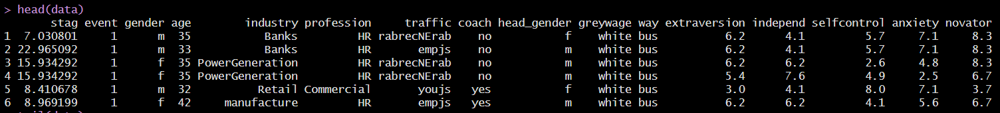 > head(data)
stag event gender age industry profession traffic coach head_gender greywage way extraversion independ selfcontrol anxiety novator
1 7.030801 1 m 35 Banks HR rabrecNErab no f white bus 6.2 4.1 5.7 7.1 8.3
2 22.965092 1 m 33 Banks HR empjs no m white bus 6.2 4.1 5.7 7.1 8.3
3 15.934292 1 f 35 PowerGeneration HR rabrecNErab no m white bus 6.2 6.2 2.6 4.8 8.3
4 15.934292 1 f 35 PowerGeneration HR rabrecNErab no m white bus 5.4 7.6 4.9 2.5 6.7
5 8.410678 1 m 32 Retail Commercial youjs yes f white bus 3.0 4.1 8.0 7.1 3.7
6 8.969199 1 f 42 manufacture HR empjs yes m white bus 6.2 6.2 4.1 5.6 6.7